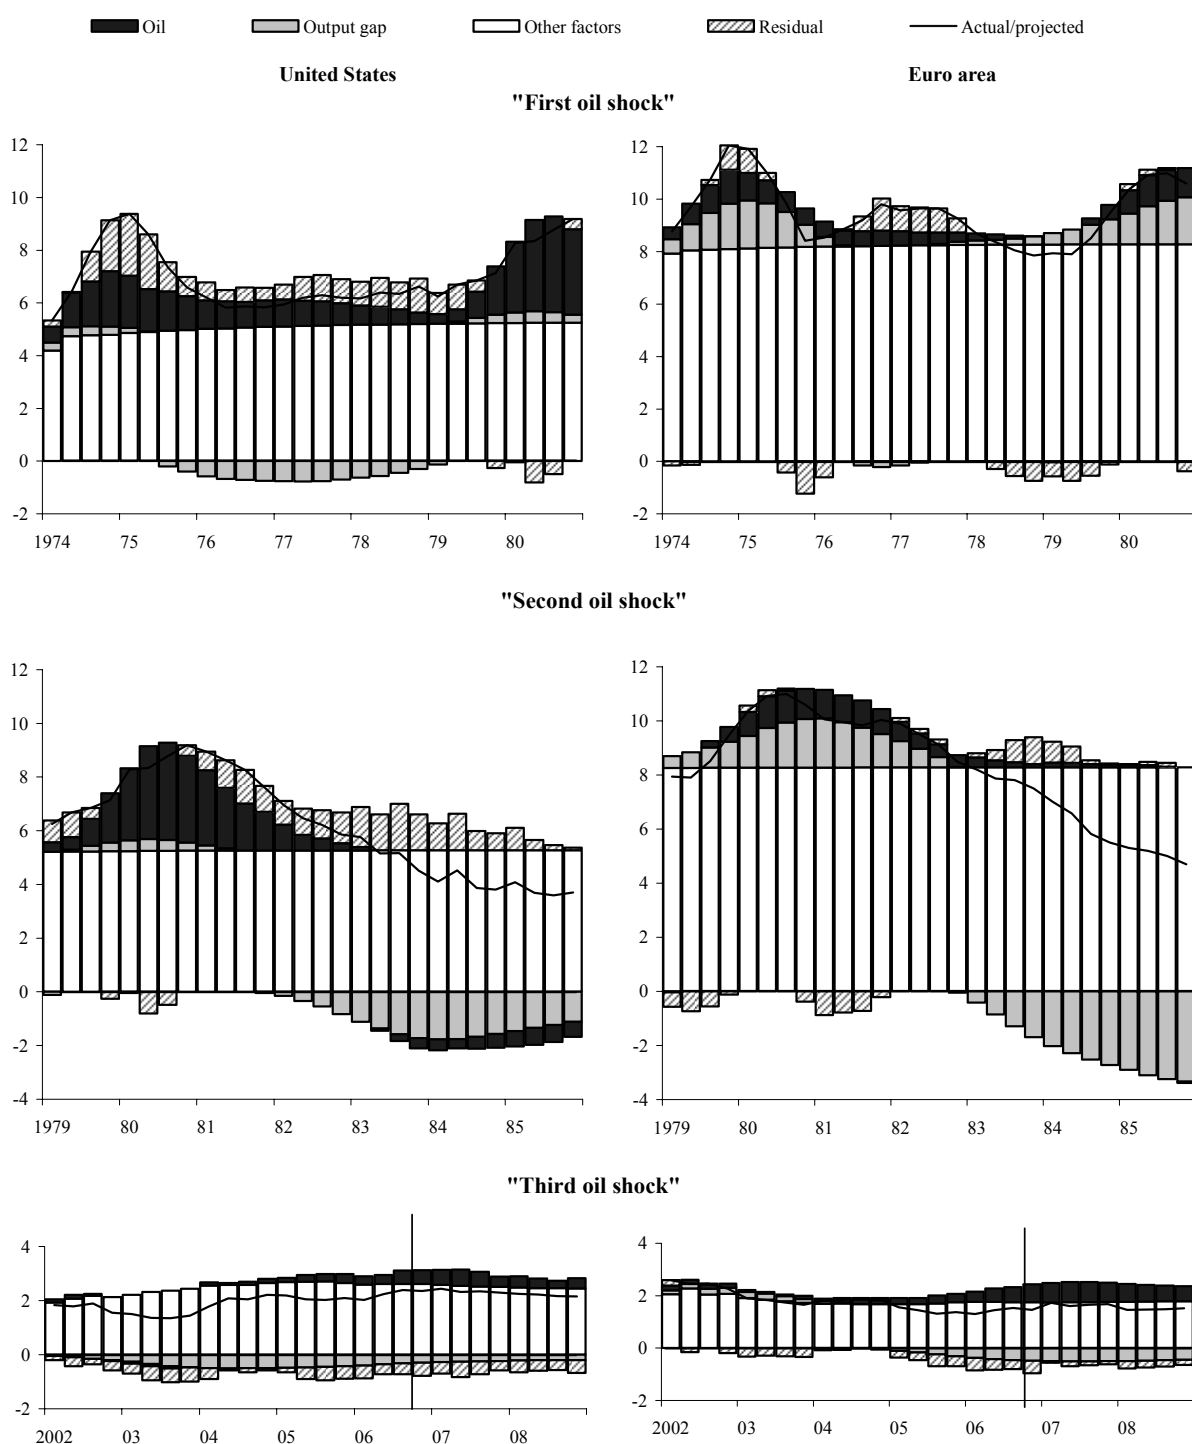 Oil Output gap Other factors Residual Actual/projected
United States Euro area
"First oil shock"
12 12
10 10
8 8
6 6
4 4
2 2
0 0
-2 -2
1974 75 76 77 78 79 80 1974 75 76 77 78 79 80
"Second oil shock"
12 12
10 10
8 8
6 6
4 4
2 2
0 0
-2 -2
-4 -4
1979 80 81 82 83 84 85 1979 80 81 82 83 84 85
"Third oil shock"
4 4
2 2
0 0
-2 -2
2002 03 04 05 06 07 08 2002 03 04 05 06 07 08